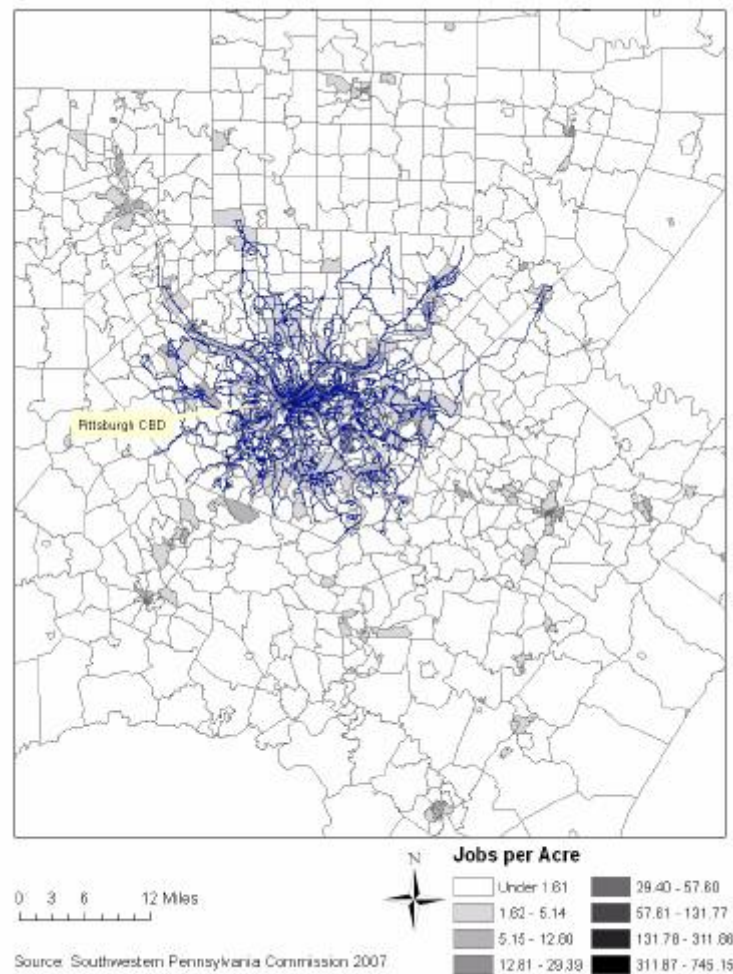 Pittsburgh CBD
N
Jobs per Acre
0 3 6 12 Miles
Under 1.61
29.40 - 57.60
1.62 - 5.14
57.61 - 131.77
5.15 - 12.80
131.78 - 311.86
12.81 - 29.39
311.87 - 745.15
Source: Southwestern Pennsylvania Commission 2007